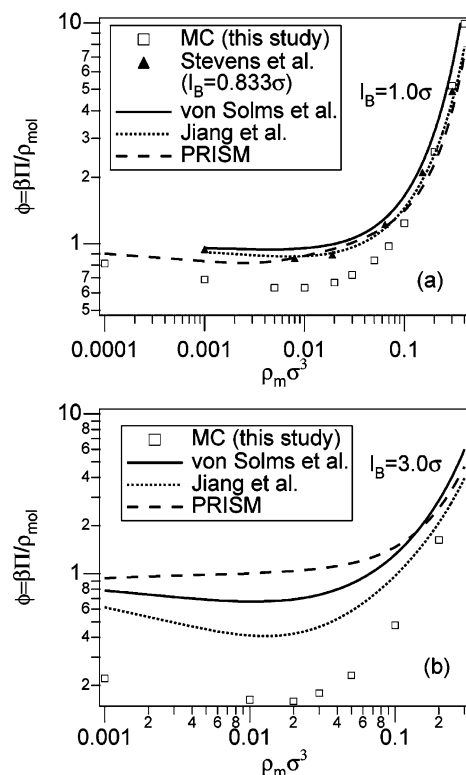 10
MC (this study)
Stevens et al.
(lB=0.833σ)
von Solms et al.
Jiang et al.
PRISM
lB=1.0σ
6
4
2
1
8
7
6
5
ϕ=βΠ/ρmol
(a)
0.0001
0.001
0.01
0.1
ρmσ³
10
MC (this study)
von Solms et al.
Jiang et al.
PRISM
lB=3.0σ
8
6
4
2
1
8
6
4
2
ϕ=βΠ/ρmol
(b)
0.001
2
4
6
8
0.01
2
4
6
8
0.1
2
ρmσ³